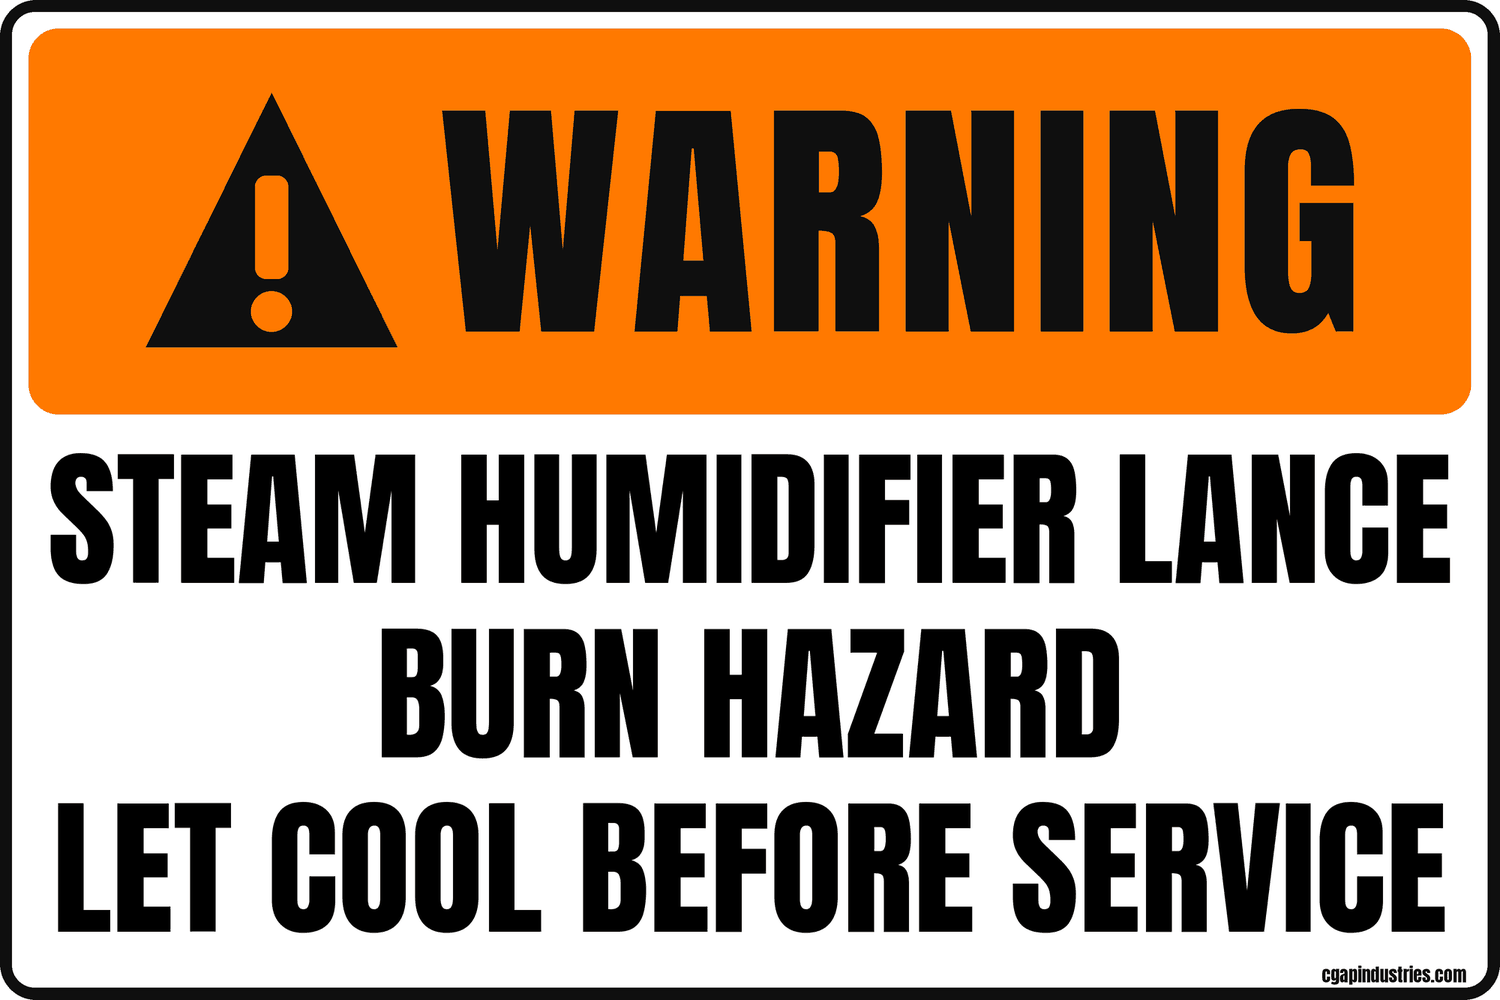 WARNING
STEAM HUMIDIFIER LANCE
BURN HAZARD
LET COOL BEFORE SERVICE
cgapindustries.com